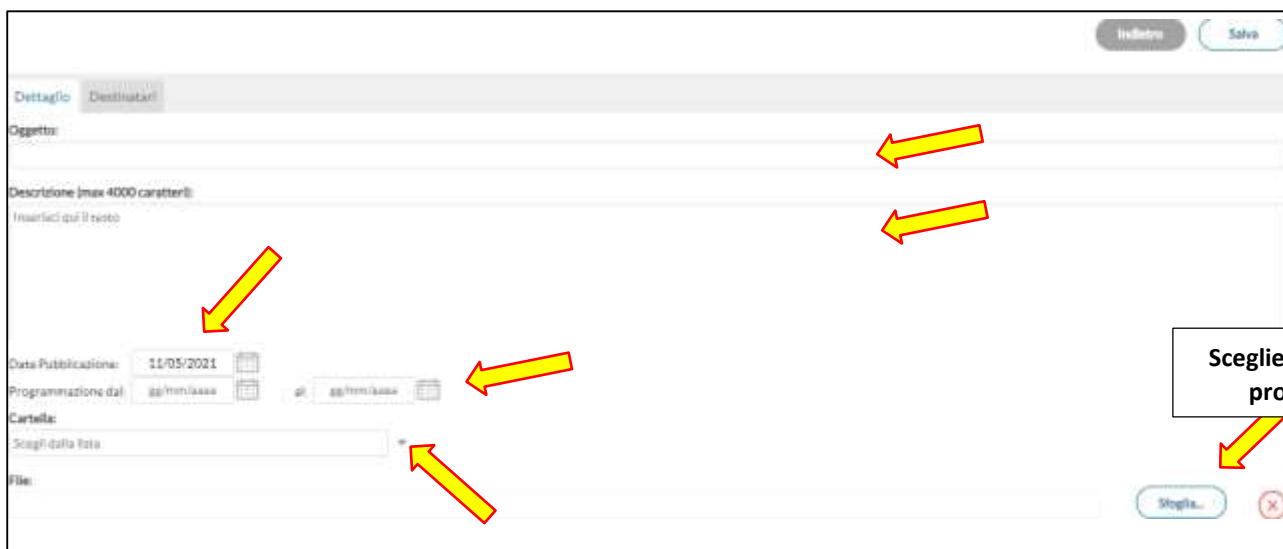 Indietro Salva
Dettaglio Destinatari
Oggetto:
Descrizione (max 4000 caratteri):
Inserisci qui il testo
Data Pubblicazione: 11/05/2021
Programmazione dal gg/mm/aaaa al gg/mm/aaaa
Cartella:
Scegli dalla lista
Sceglie
pro
File:
Sfoglia...